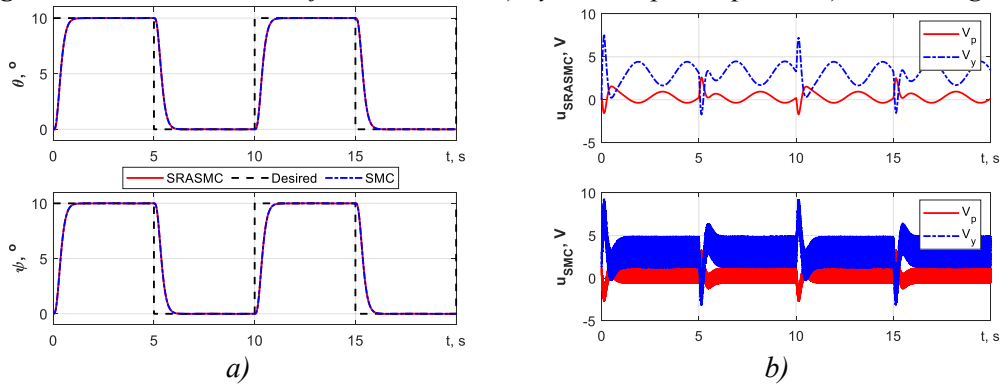 10
5
0
θ, °
0 5 10 15 t, s
SRASMC Desired SMC
10
5
0
ψ, °
0 5 10 15 t, s
a)
10
5
0
-5
u_SRASMC, V
V_p
V_y
0 5 10 15 t, s
10
5
0
-5
u_SMC, V
V_p
V_y
0 5 10 15 t, s
b)